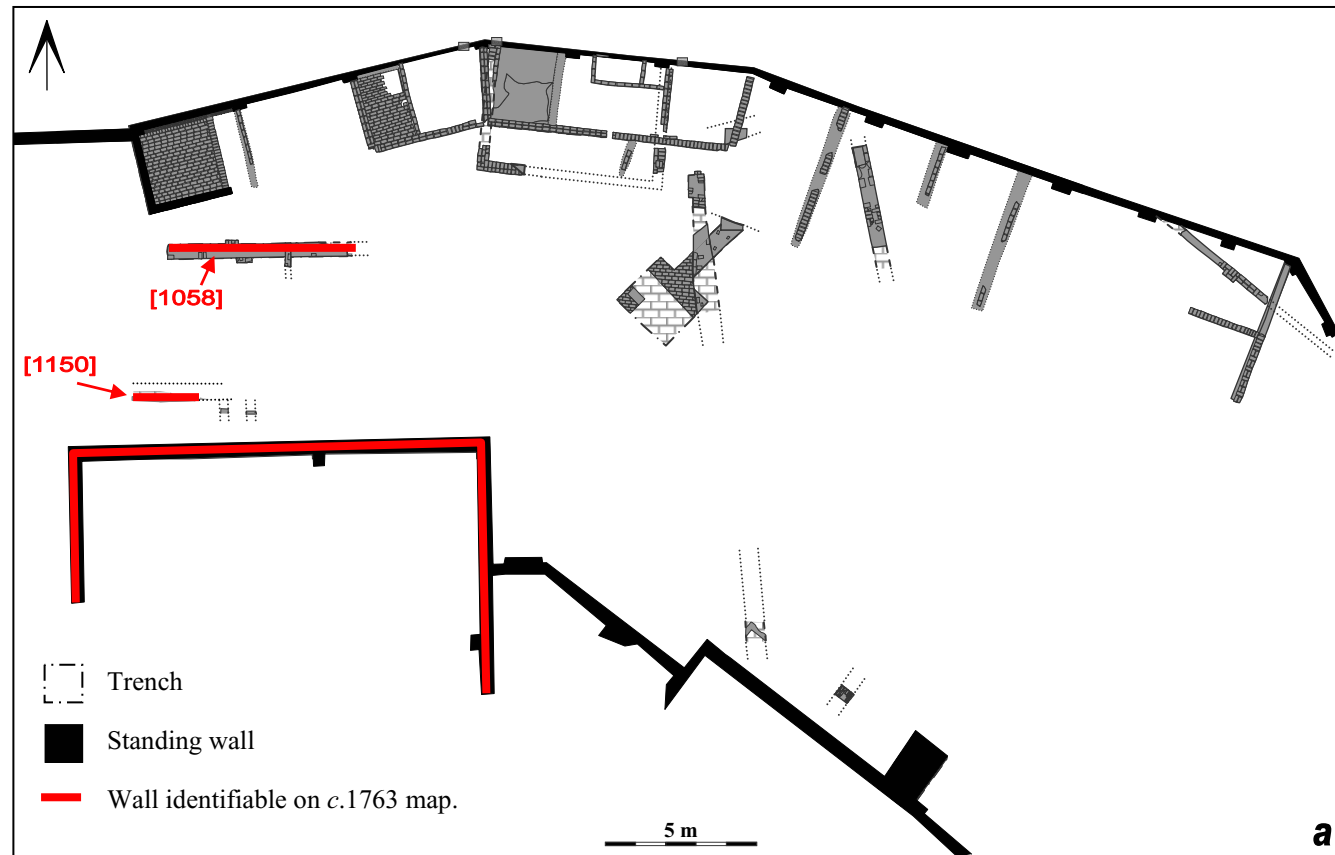 [1058]
[1150]
Trench
Standing wall
Wall identifiable on c.1763 map.
5 m
a